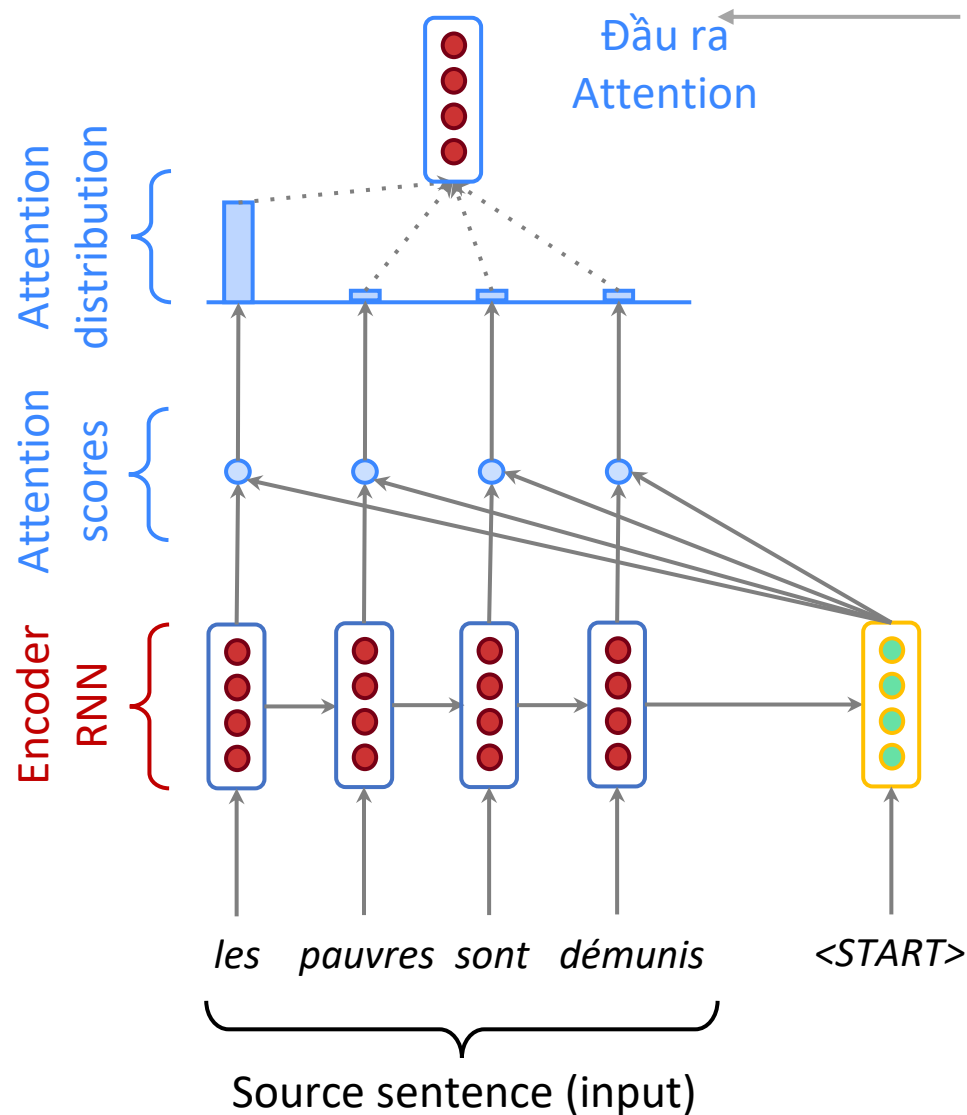 Đầu ra
Attention
Attention
distribution
Attention
scores
Encoder
RNN
les pauvres sont démunis <START>
Source sentence (input)